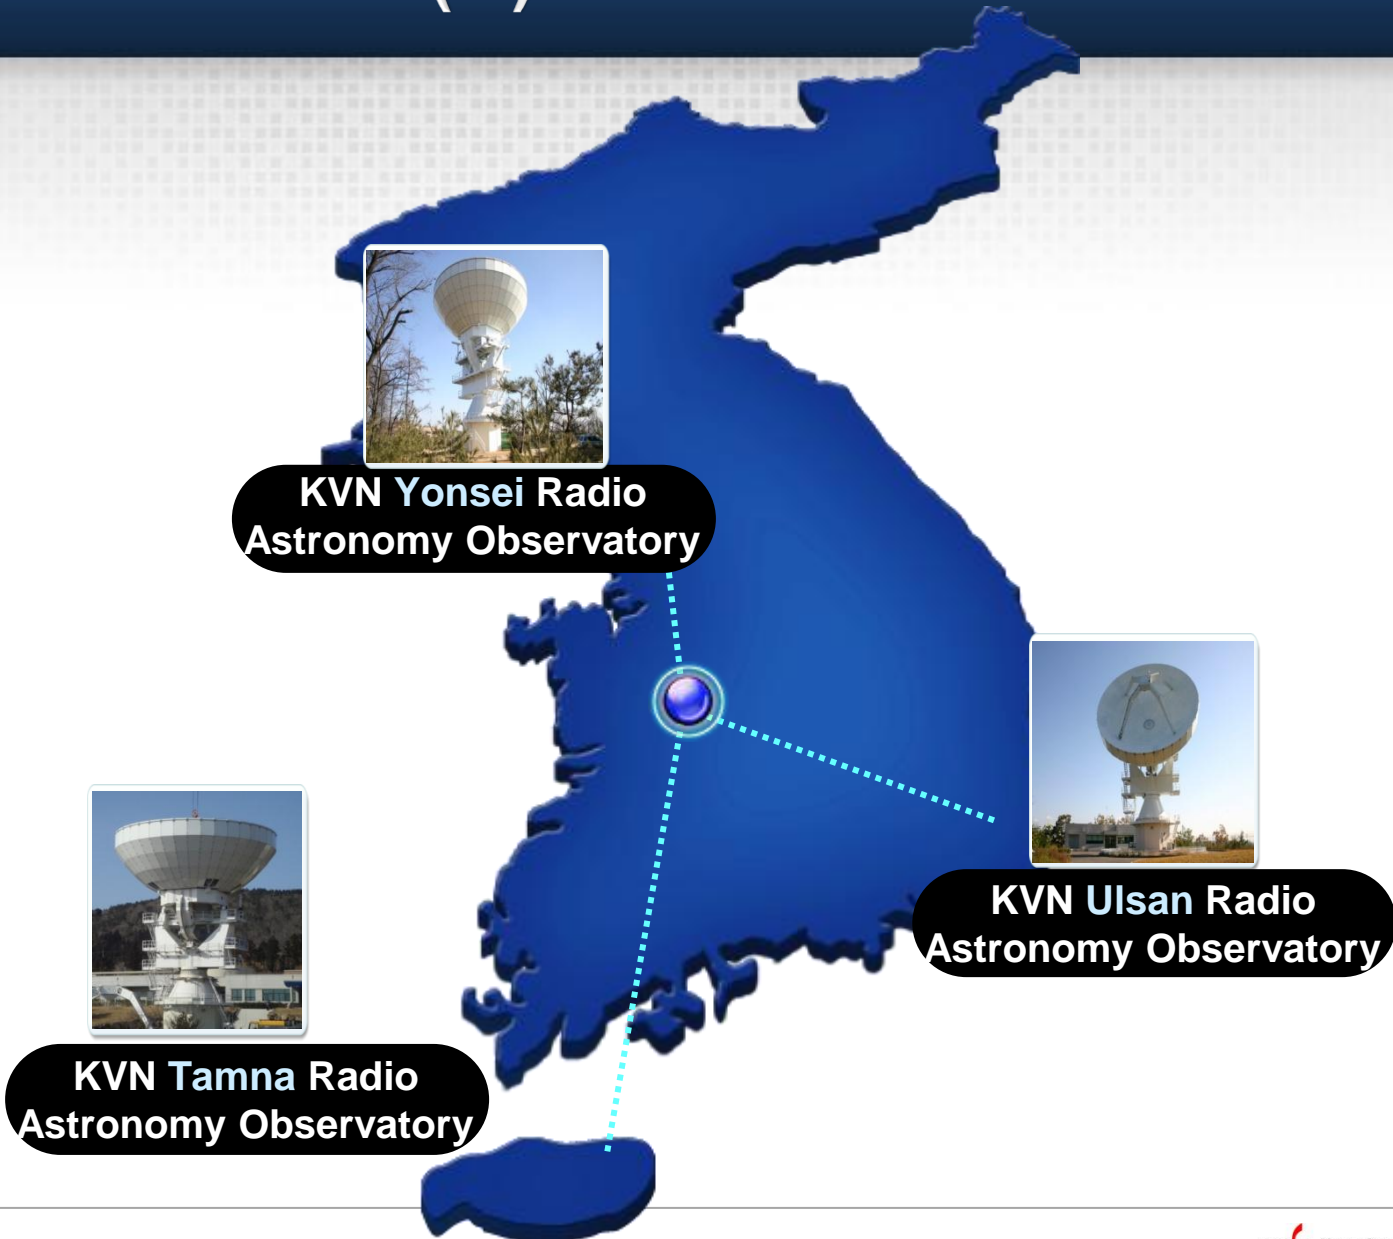 KVN Yonsei Radio
Astronomy Observatory
KVN Ulsan Radio
Astronomy Observatory
KVN Tamna Radio
Astronomy Observatory